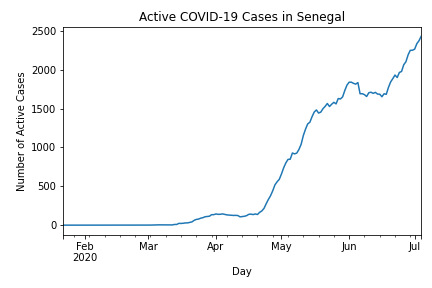 Active COVID-19 Cases in Senegal
Number of Active Cases
2500
2000
1500
1000
500
0
Feb Mar Apr May Jun Jul
2020
Day